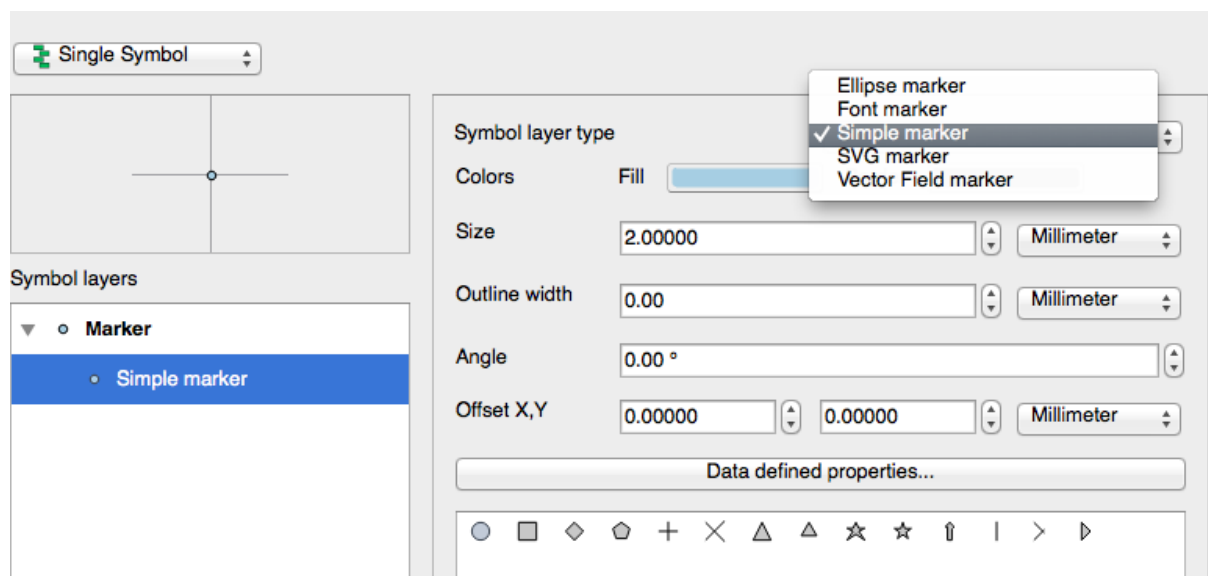 Single Symbol
Ellipse marker
Font marker
✓ Simple marker
SVG marker
Vector Field marker
Symbol layer type
Colors Fill
Size 2.00000 Millimeter
Outline width 0.00 Millimeter
Angle 0.00 °
Offset X,Y 0.00000 0.00000 Millimeter
Data defined properties...
Symbol layers
Marker
Simple marker